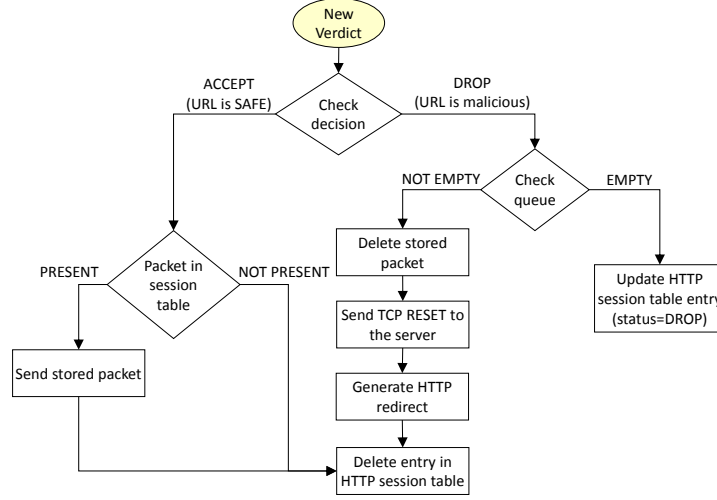 New
Verdict
ACCEPT
(URL is SAFE)
DROP
(URL is malicious)
Check
decision
NOT EMPTY
Check
queue
EMPTY
Delete stored
packet
Update HTTP
session table entry
(status=DROP)
PRESENT
Packet in
session
table
NOT PRESENT
Send TCP RESET to
the server
Send stored packet
Generate HTTP
redirect
Delete entry in
HTTP session table